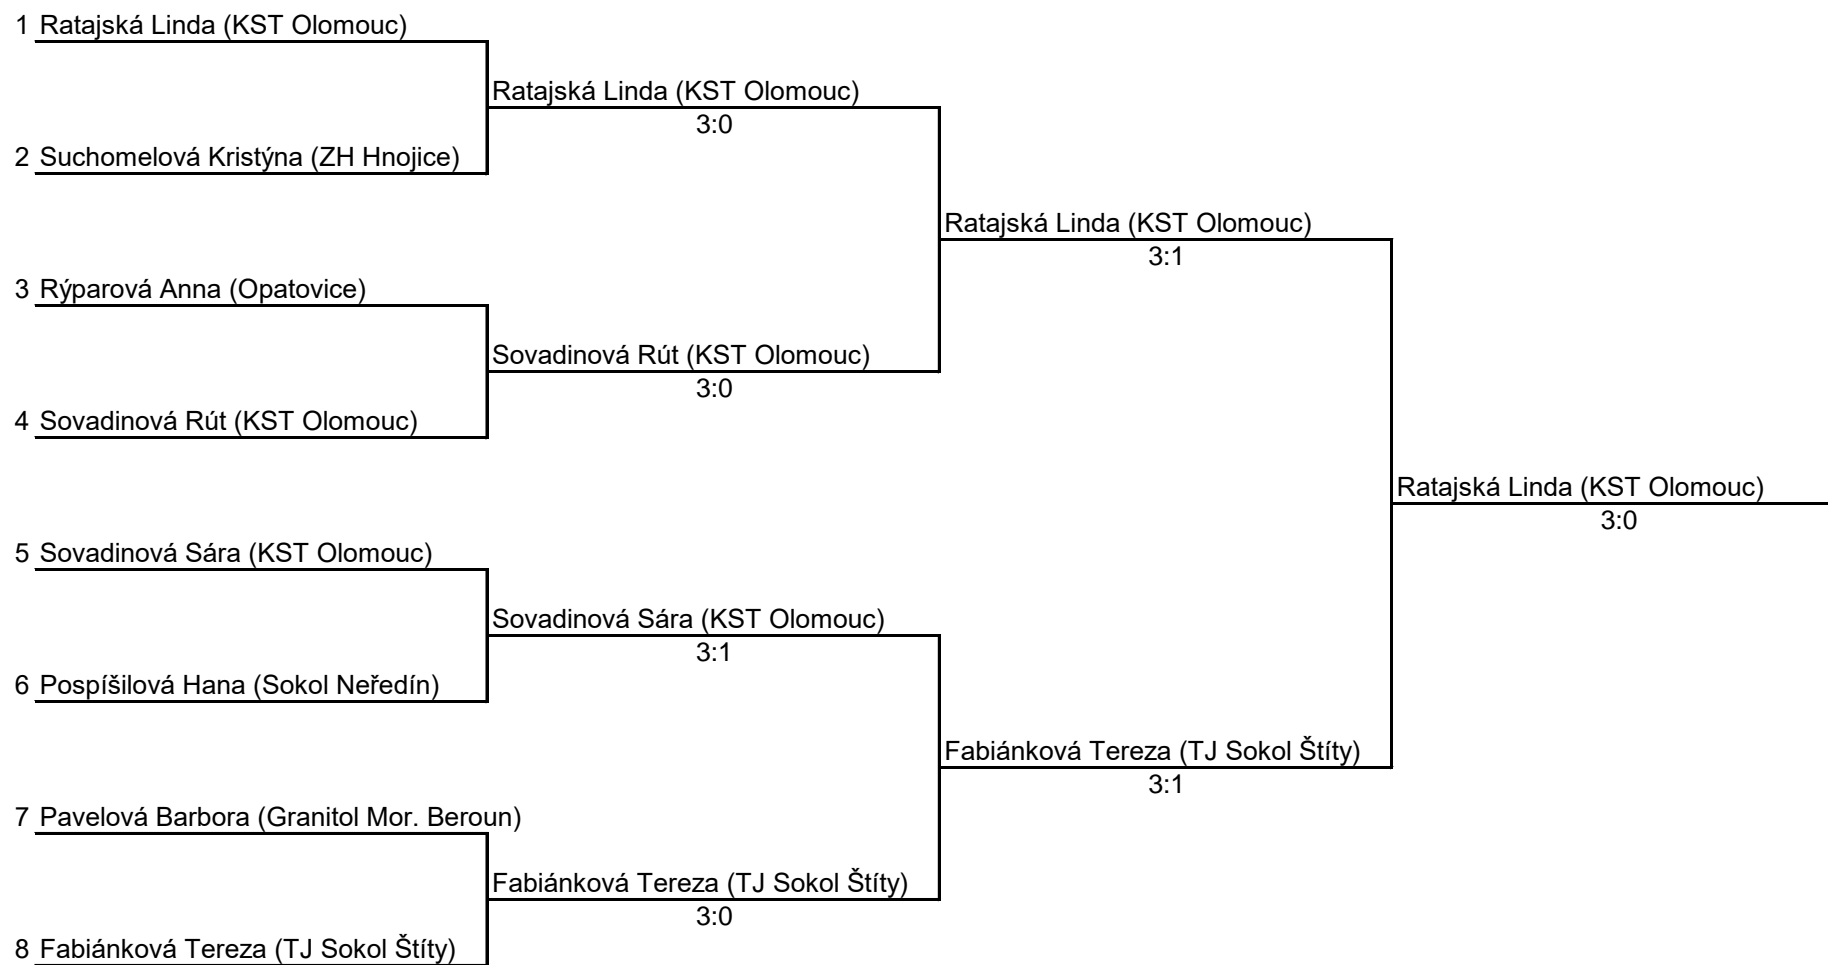 1 Ratajská Linda (KST Olomouc)
Ratajská Linda (KST Olomouc)
3:0
2 Suchomelová Kristýna (ZH Hnojice)
Ratajská Linda (KST Olomouc)
3:1
3 Rýparová Anna (Opatovice)
Sovadinová Rút (KST Olomouc)
3:0
4 Sovadinová Rút (KST Olomouc)
Ratajská Linda (KST Olomouc)
3:0
5 Sovadinová Sára (KST Olomouc)
Sovadinová Sára (KST Olomouc)
3:1
6 Pospíšilová Hana (Sokol Neředín)
Fabiánková Tereza (TJ Sokol Štíty)
3:1
7 Pavelová Barbora (Granitol Mor. Beroun)
Fabiánková Tereza (TJ Sokol Štíty)
3:0
8 Fabiánková Tereza (TJ Sokol Štíty)